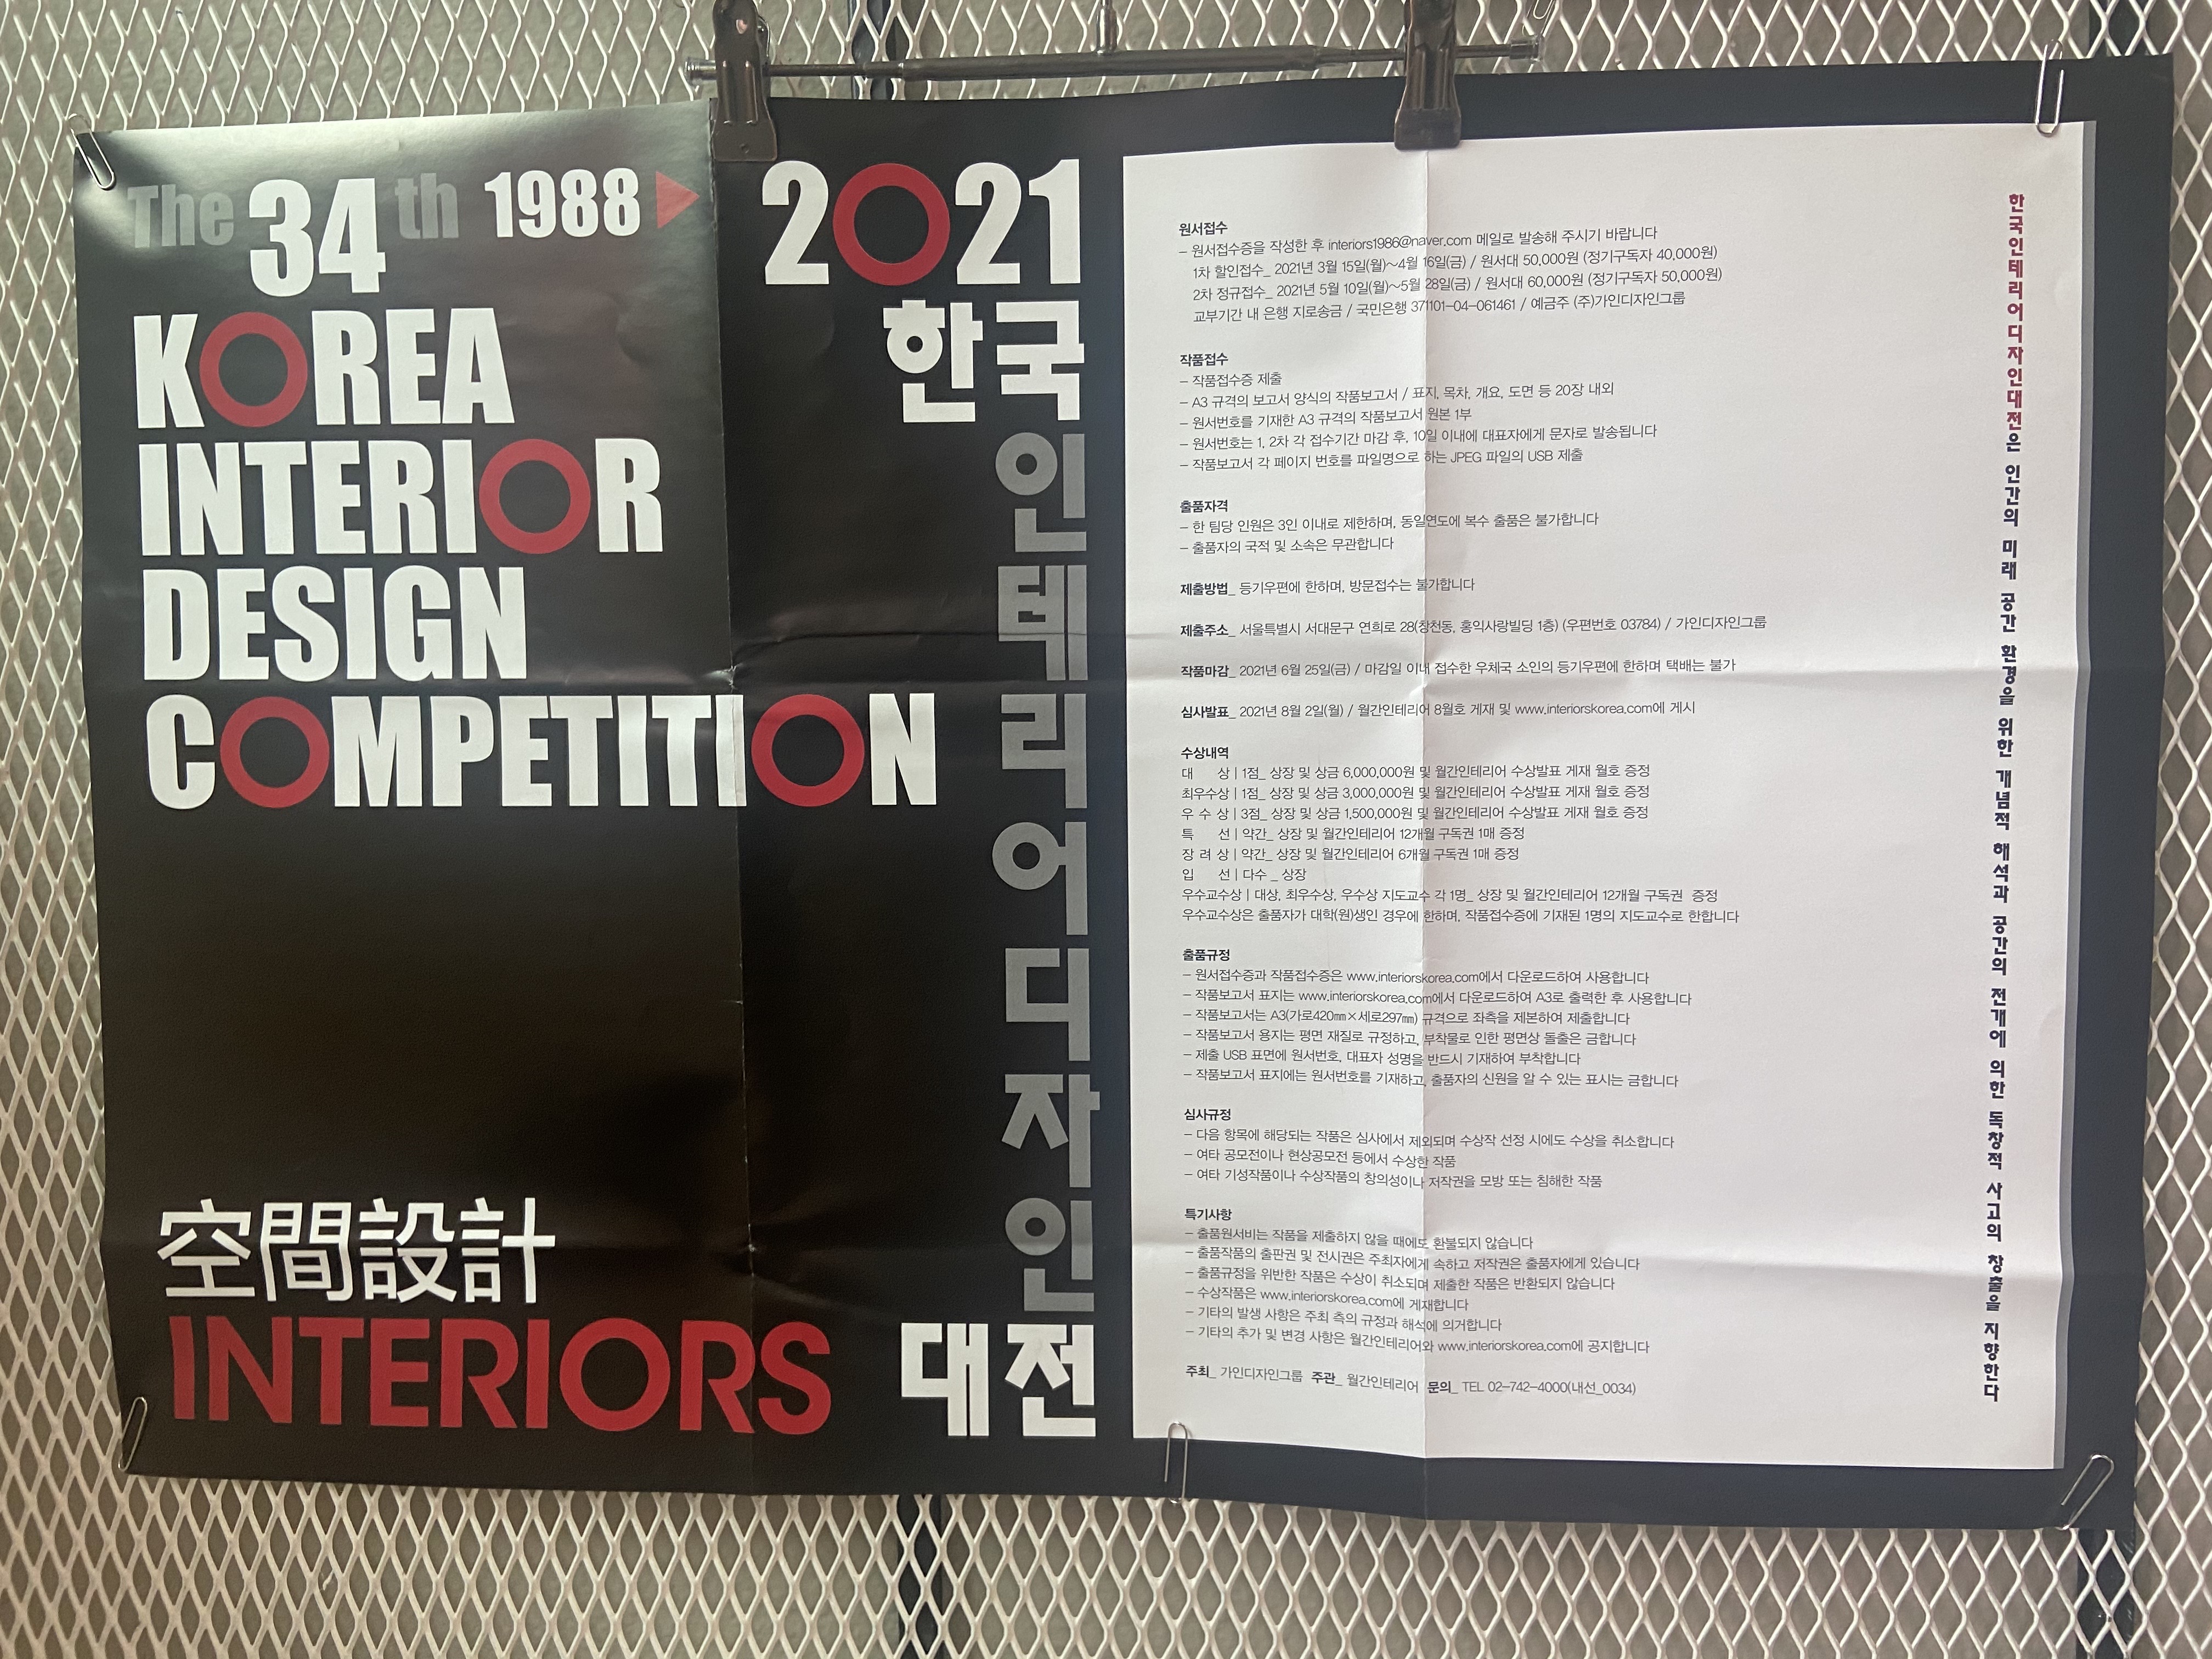 The 34 th 1988
KOREA
INTERIOR
DESIGN
COMPETITION
空間設計
INTERIORS
2021
한국
인
테
리
어
디
자
인
대전
원서접수
– 원서접수증을 작성한 후 interiors1986@naver.com 메일로 발송해 주시기 바랍니다
1차 할인접수_ 2021년 3월 15일(월)~4월 16일(금) / 원서대 50,000원 (정기구독자 40,000원)
2차 정규접수_ 2021년 5월 10일(월)~5월 28일(금) / 원서대 60,000원 (정기구독자 50,000원)
교부기간 내 은행 지로송금 / 국민은행 371101-04-061461 / 예금주 (주)가인디자인그룹
작품접수
– 작품접수증 제출
– A3 규격의 보고서 양식의 작품보고서 / 표지, 목차, 개요, 도면 등 20장 내외
– 원서번호를 기재한 A3 규격의 작품보고서 원본 1부
– 원서번호는 1, 2차 각 접수기간 마감 후, 10일 이내에 대표자에게 문자로 발송됩니다
– 작품보고서 각 페이지 번호를 파일명으로 하는 JPEG 파일의 USB 제출
출품자격
– 한 팀당 인원은 3인 이내로 제한하며, 동일연도에 복수 출품은 불가합니다
– 출품자의 국적 및 소속은 무관합니다
제출방법_ 등기우편에 한하며, 방문접수는 불가합니다
제출주소_ 서울특별시 서대문구 연희로 28(창천동, 홍익사랑빌딩 1층) (우편번호 03784) / 가인디자인그룹
작품마감_ 2021년 6월 25일(금) / 마감일 이내 접수한 우체국 소인의 등기우편에 한하며 택배는 불가
심사발표_ 2021년 8월 2일(월) / 월간인테리어 8월호 게재 및 www.interiorskorea.com에 게시
수상내역
대 상 | 1점_ 상장 및 상금 6,000,000원 및 월간인테리어 수상발표 게재 월호 증정
최우수상 | 1점_ 상장 및 상금 3,000,000원 및 월간인테리어 수상발표 게재 월호 증정
우 수 상 | 3점_ 상장 및 상금 1,500,000원 및 월간인테리어 수상발표 게재 월호 증정
특 선 | 약간_ 상장 및 월간인테리어 12개월 구독권 1매 증정
장 려 상 | 약간_ 상장 및 월간인테리어 6개월 구독권 1매 증정
입 선 | 다수 _ 상장
우수교수상 | 대상, 최우수상, 우수상 지도교수 각 1명_ 상장 및 월간인테리어 12개월 구독권 증정
우수교수상은 출품자가 대학(원)생인 경우에 한하며, 작품접수증에 기재된 1명의 지도교수로 한합니다
출품규정
– 원서접수증과 작품접수증은 www.interiorskorea.com에서 다운로드하여 사용합니다
– 작품보고서 표지는 www.interiorskorea.com에서 다운로드하여 A3로 출력한 후 사용합니다
– 작품보고서는 A3(가로420㎜×세로297㎜) 규격으로 좌측을 제본하여 제출합니다
– 작품보고서 용지는 평면 재질로 규정하고, 부착물로 인한 평면상 돌출은 금합니다
– 제출 USB 표면에 원서번호, 대표자 성명을 반드시 기재하여 부착합니다
– 작품보고서 표지에는 원서번호를 기재하고, 출품자의 신원을 알 수 있는 표시는 금합니다
심사규정
– 다음 항목에 해당되는 작품은 심사에서 제외되며 수상작 선정 시에도 수상을 취소합니다
– 여타 공모전이나 현상공모전 등에서 수상한 작품
– 여타 기성작품이나 수상작품의 창의성이나 저작권을 모방 또는 침해한 작품
특기사항
– 출품원서비는 작품을 제출하지 않을 때에도 환불되지 않습니다
– 출품작품의 출판권 및 전시권은 주최자에게 속하고 저작권은 출품자에게 있습니다
– 출품규정을 위반한 작품은 수상이 취소되며 제출한 작품은 반환되지 않습니다
– 수상작품은 www.interiorskorea.com에 게재합니다
– 기타의 발생 사항은 주최 측의 규정과 해석에 의거합니다
– 기타의 추가 및 변경 사항은 월간인테리어와 www.interiorskorea.com에 공지합니다
주최_ 가인디자인그룹 주관_ 월간인테리어 문의_ TEL 02-742-4000(내선_0034)
한국인테리어디자인대전은 인간의 미래 공간 환경을 위한 개념적 해석과 공간의 전개에 의한 독창적 사고의 창출을 지향한다